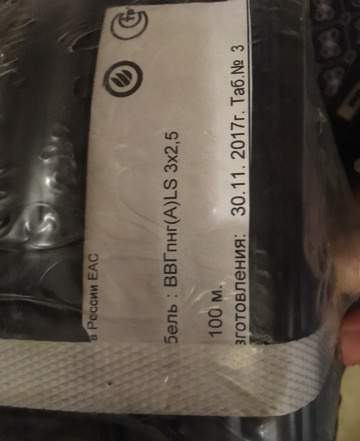 в России ЕАС
бель : ВВГпнг(А)LS 3х2,5
100 м.
зготовления: 30.11. 2017г. Таб.№ 3